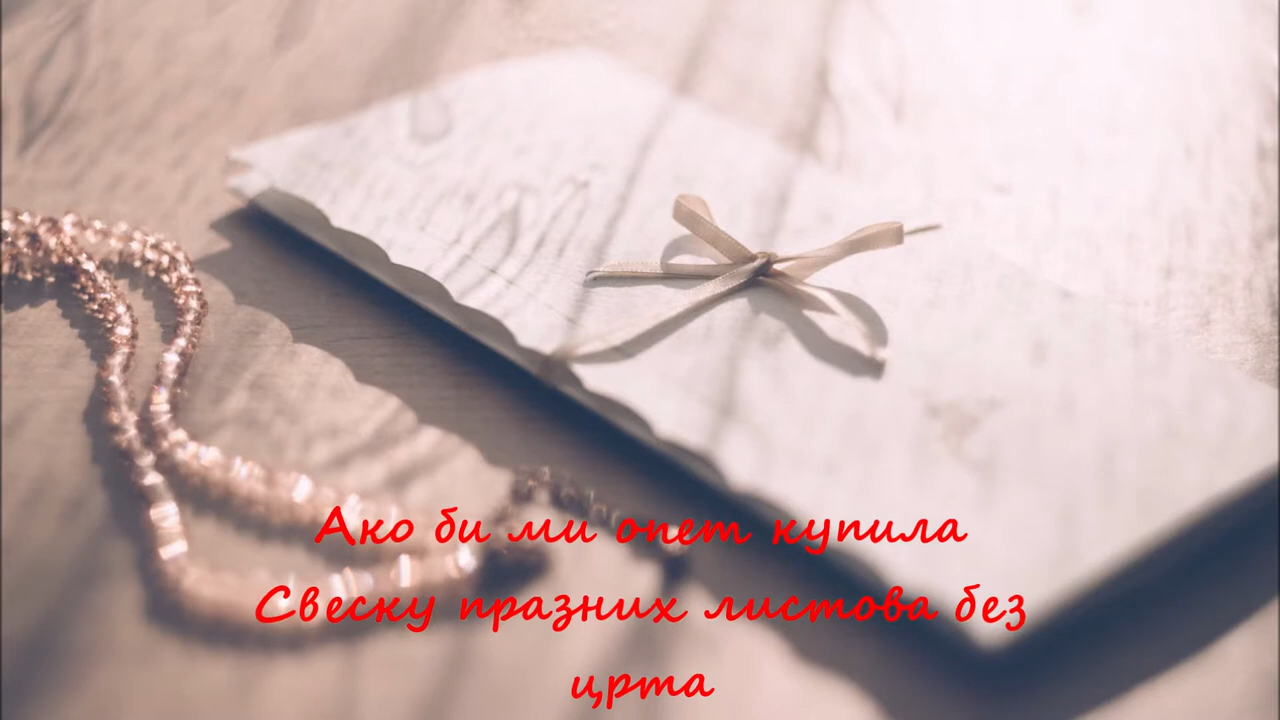 Ако би ми опет купила
Свеску празних листова без
црта